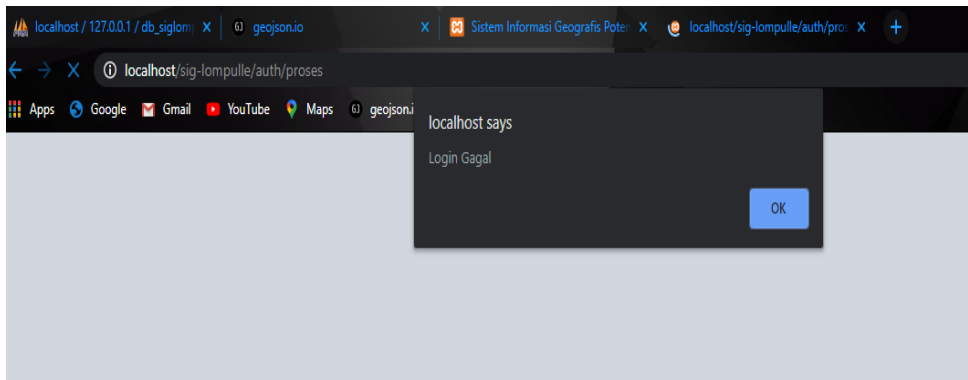 localhost / 127.0.0.1 / db_siglom
geojson.io
Sistem Informasi Geografis Poter
localhost/sig-lompulle/auth/pros
localhost/sig-lompulle/auth/proses
Apps Google Gmail YouTube Maps geojson.i
localhost says
Login Gagal
OK